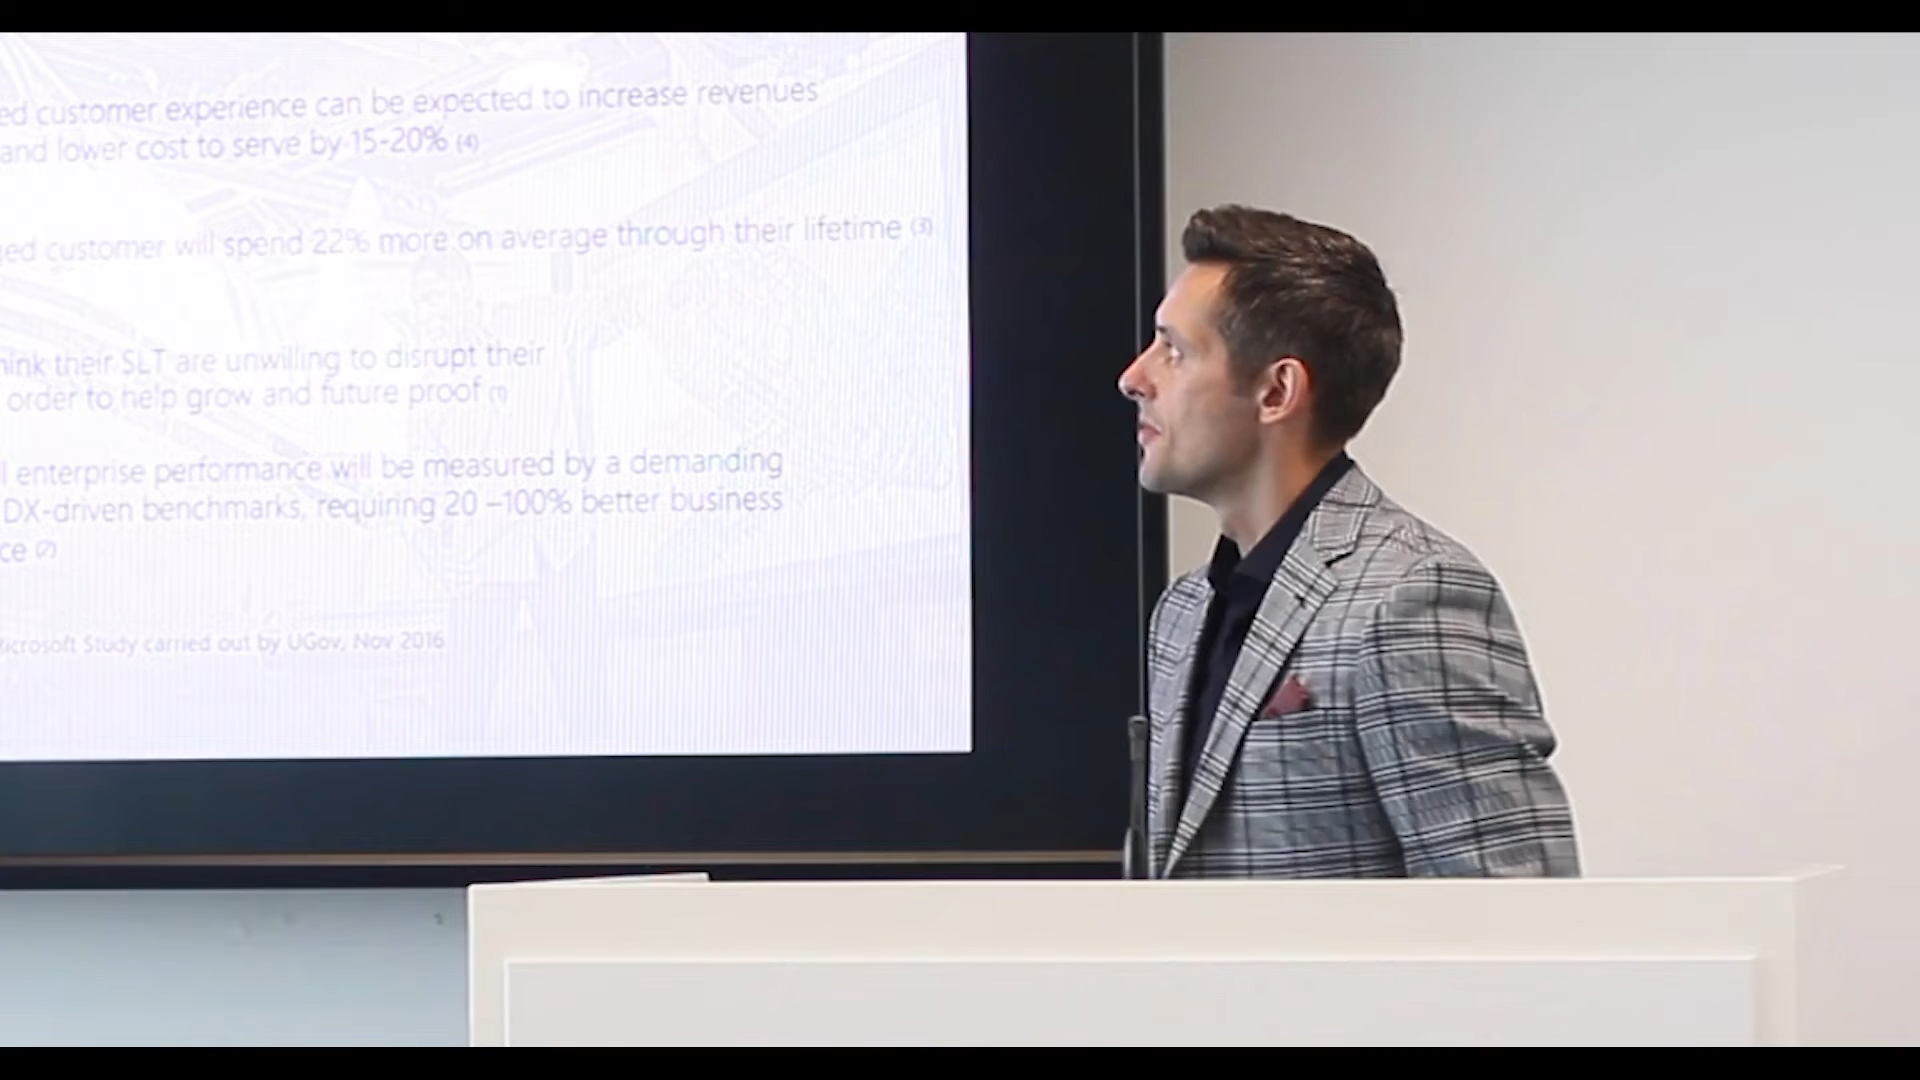 ed customer experience can be expected to increase revenues
and lower cost to serve by 15-20% (4)
ed customer will spend 22% more on average through their lifetime (3)
hink their SLT are unwilling to disrupt their
order to help grow and future proof (1)
l enterprise performance will be measured by a demanding
DX-driven benchmarks, requiring 20 –100% better business
ce (2)
icrosoft Study carried out by UGov, Nov 2016